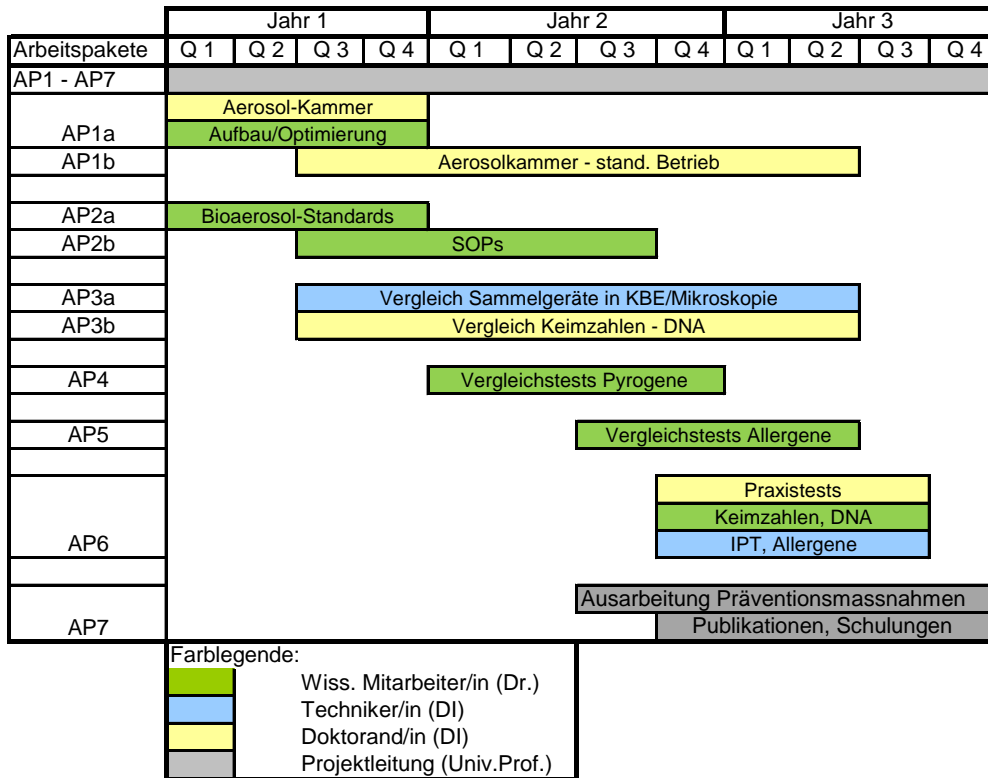 Jahr 1 Jahr 2 Jahr 3
Arbeitspakete Q 1 Q 2 Q 3 Q 4 Q 1 Q 2 Q 3 Q 4 Q 1 Q 2 Q 3 Q 4
AP1 - AP7
Aerosol-Kammer
AP1a Aufbau/Optimierung
AP1b Aerosolkammer - stand. Betrieb
AP2a Bioaerosol-Standards
AP2b SOPs
AP3a Vergleich Sammelgeräte in KBE/Mikroskopie
AP3b Vergleich Keimzahlen - DNA
AP4 Vergleichstests Pyrogene
AP5 Vergleichstests Allergene
Praxistests
Keimzahlen, DNA
AP6 IPT, Allergene
Ausarbeitung Präventionsmassnahmen
AP7 Publikationen, Schulungen
Farblegende:
Wiss. Mitarbeiter/in (Dr.)
Techniker/in (DI)
Doktorand/in (DI)
Projektleitung (Univ.Prof.)